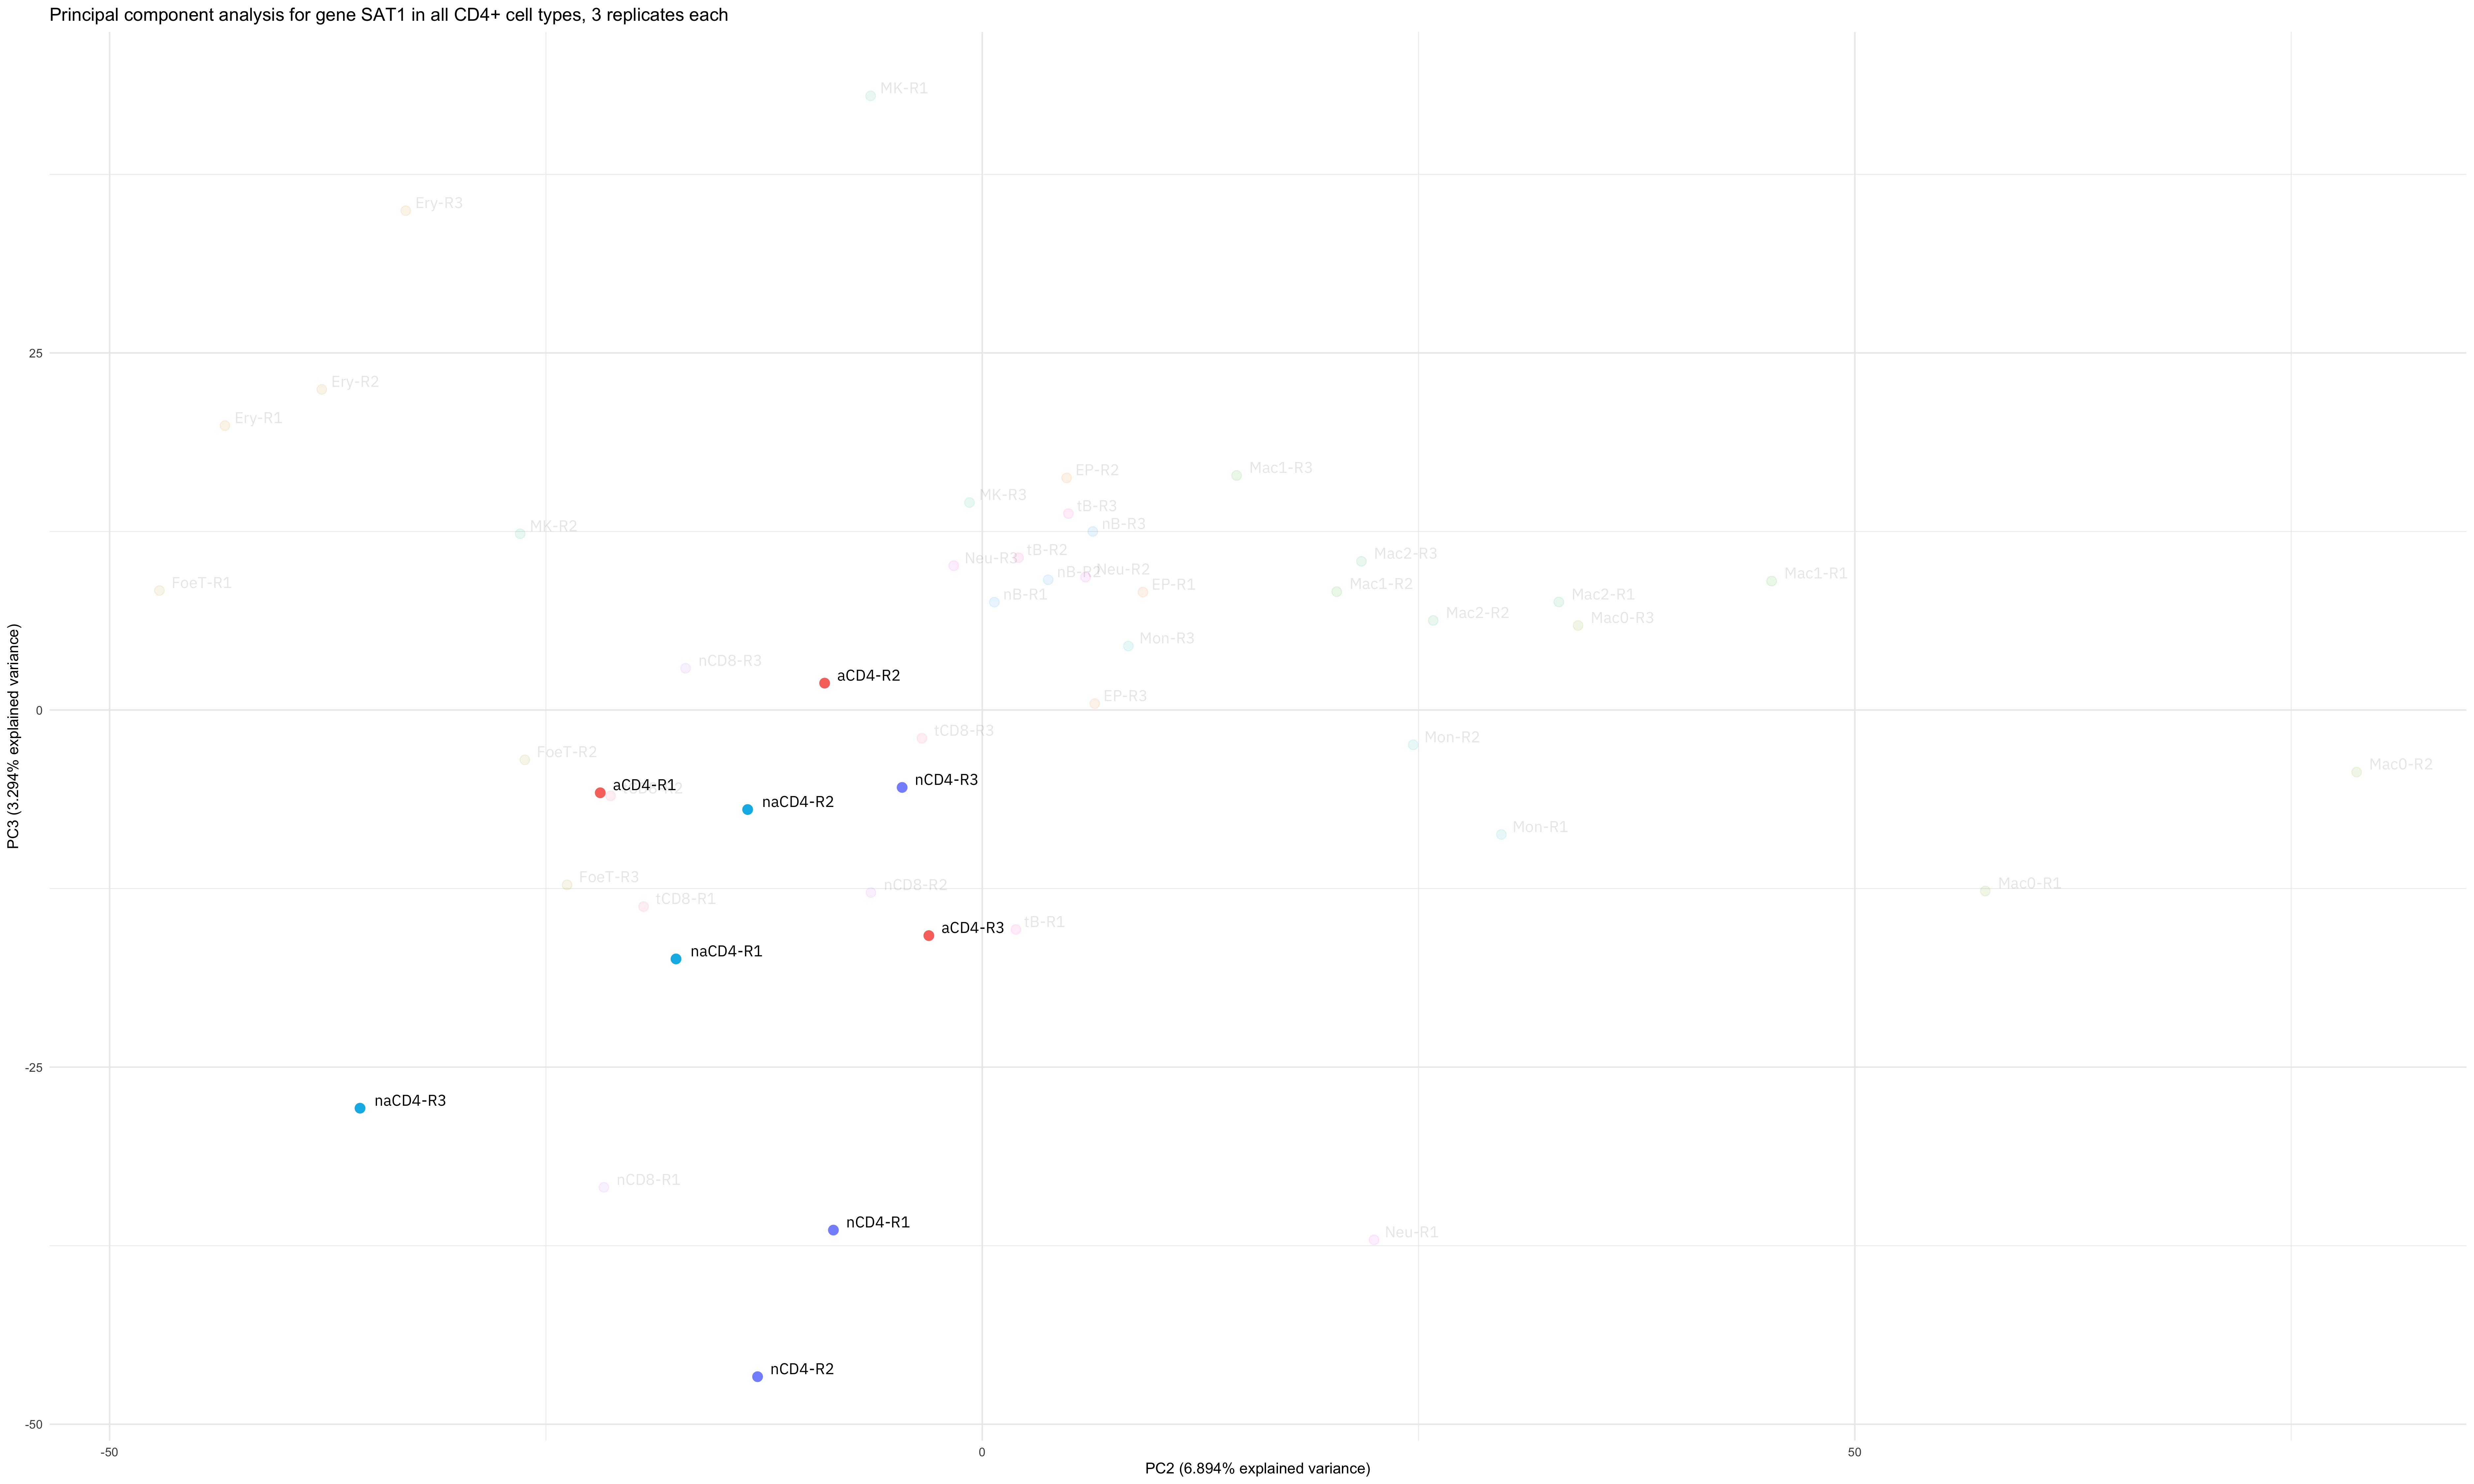 Principal component analysis for gene SAT1 in all CD4+ cell types, 3 replicates each
MK-R1
Ery-R3
25
Ery-R2
Ery-R1
EP-R2
Mac1-R3
MK-R3
tB-R3
nB-R3
MK-R2
tB-R2
Neu-R3
Mac2-R3
nB-R2
Neu-R2
Mac1-R1
FoeT-R1
EP-R1
Mac1-R2
nB-R1
Mac2-R1
Mac2-R2
Mac0-R3
Mon-R3
nCD8-R3
aCD4-R2
EP-R3
0
tCD8-R3
Mon-R2
FoeT-R2
Mac0-R2
nCD4-R3
aCD4-R1
naCD4-R2
Mon-R1
FoeT-R3
nCD8-R2
Mac0-R1
tCD8-R1
tB-R1
aCD4-R3
naCD4-R1
-25
naCD4-R3
nCD8-R1
nCD4-R1
Neu-R1
nCD4-R2
-50
-50
0
50
PC2 (6.894% explained variance)
PC3 (3.294% explained variance)